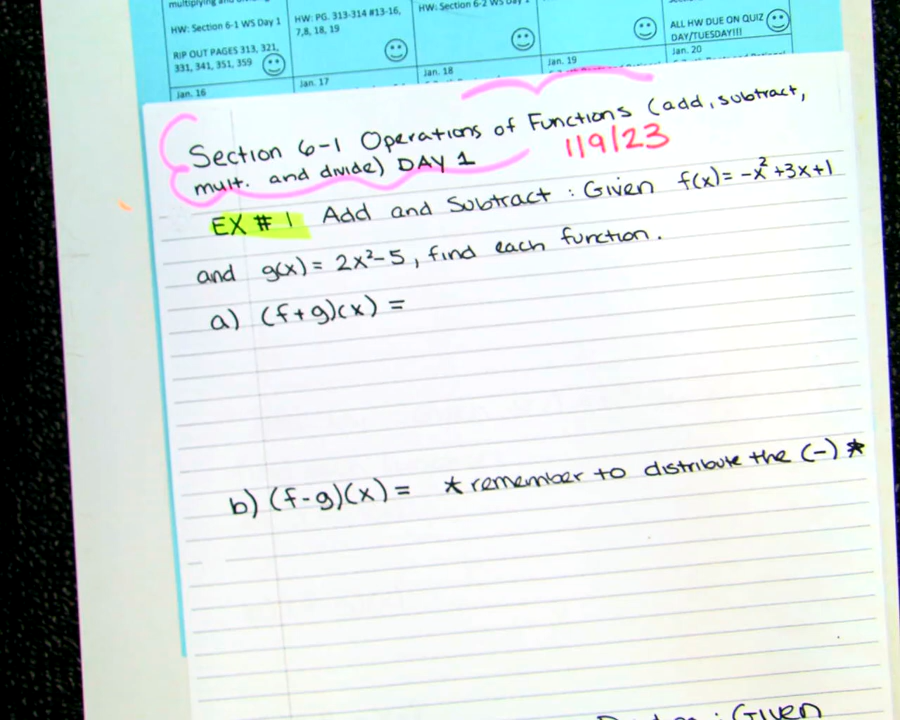 multiplying and
HW: Section 6-1 WS Day 1
RIP OUT PAGES 313, 321,
331, 341, 351, 359
HW: PG. 313-314 #13-16,
7,8, 18, 19
HW: Section 6-2 WS Day 1
ALL HW DUE ON QUIZ
DAY/TUESDAY!!!
Jan. 16
Jan. 17
Jan. 18
Jan. 19
Jan. 20
Section 6-1 Operations of Functions (add, subtract,
mult. and divide) DAY 1
1/9/23
EX # 1 Add and Subtract : Given f(x) = -x² + 3x + 1
and g(x) = 2x² - 5, find each function.
a) (f+g)(x) =
b) (f-g)(x) = * remember to distribute the (-) *
: Given